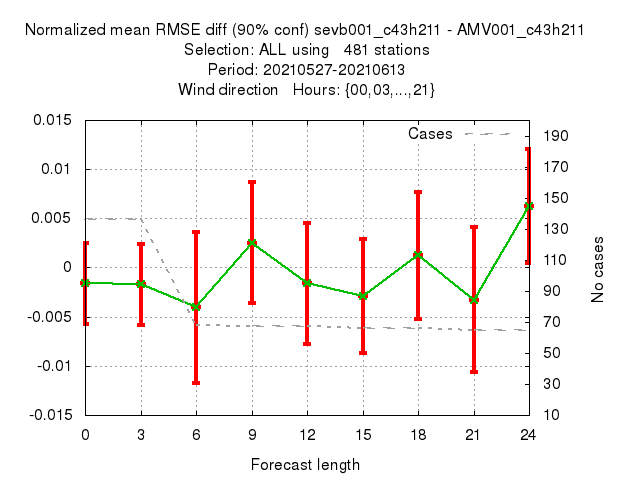 Normalized mean RMSE diff (90% conf) sevb001_c43h211 - AMV001_c43h211
Selection: ALL using 481 stations
Period: 20210527-20210613
Wind direction Hours: {00,03,...,21}
0.015
0.01
0.005
0
-0.005
-0.01
-0.015
Cases
190
170
150
130
110
90
70
50
30
10
No cases
0 3 6 9 12 15 18 21 24
Forecast length